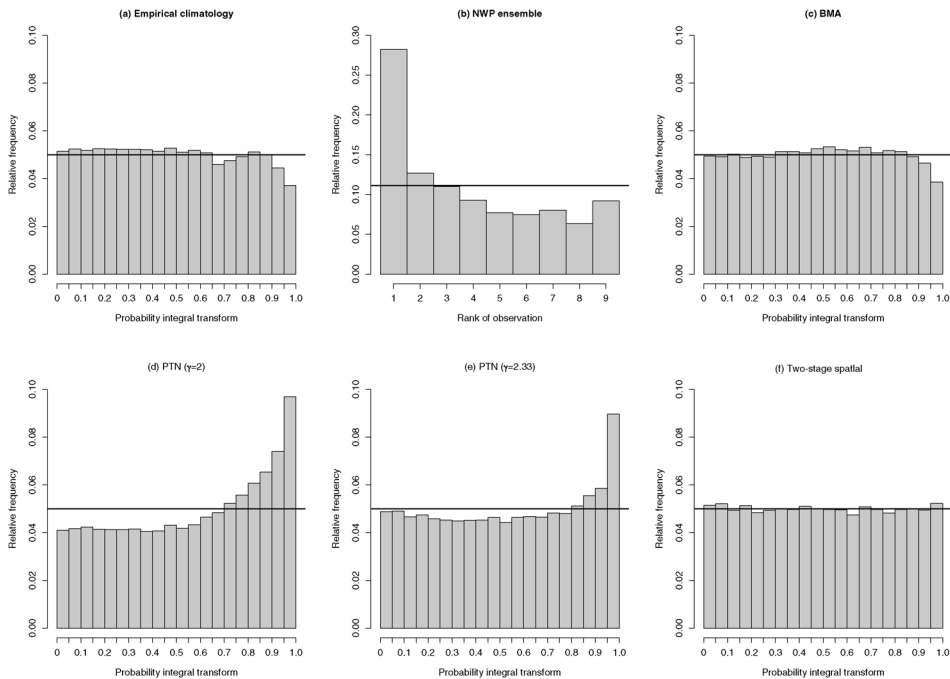 (a) Empirical climatology
(b) NWP ensemble
(c) BMA
Relative frequency
0.00 0.02 0.04 0.06 0.08 0.10
0 0.1 0.2 0.3 0.4 0.5 0.6 0.7 0.8 0.9 1.0
Probability integral transform
Relative frequency
0.00 0.05 0.10 0.15 0.20 0.25 0.30
1 2 3 4 5 6 7 8 9
Rank of observation
Relative frequency
0.00 0.02 0.04 0.06 0.08 0.10
0 0.1 0.2 0.3 0.4 0.5 0.6 0.7 0.8 0.9 1.0
Probability integral transform
(d) PTN (γ=2)
(e) PTN (γ=2.33)
(f) Two-stage spatial
Relative frequency
0.00 0.02 0.04 0.06 0.08 0.10
0 0.1 0.2 0.3 0.4 0.5 0.6 0.7 0.8 0.9 1.0
Probability integral transform
Relative frequency
0.00 0.02 0.04 0.06 0.08 0.10
0 0.1 0.2 0.3 0.4 0.5 0.6 0.7 0.8 0.9 1.0
Probability integral transform
Relative frequency
0.00 0.02 0.04 0.06 0.08 0.10
0 0.1 0.2 0.3 0.4 0.5 0.6 0.7 0.8 0.9 1.0
Probability integral transform